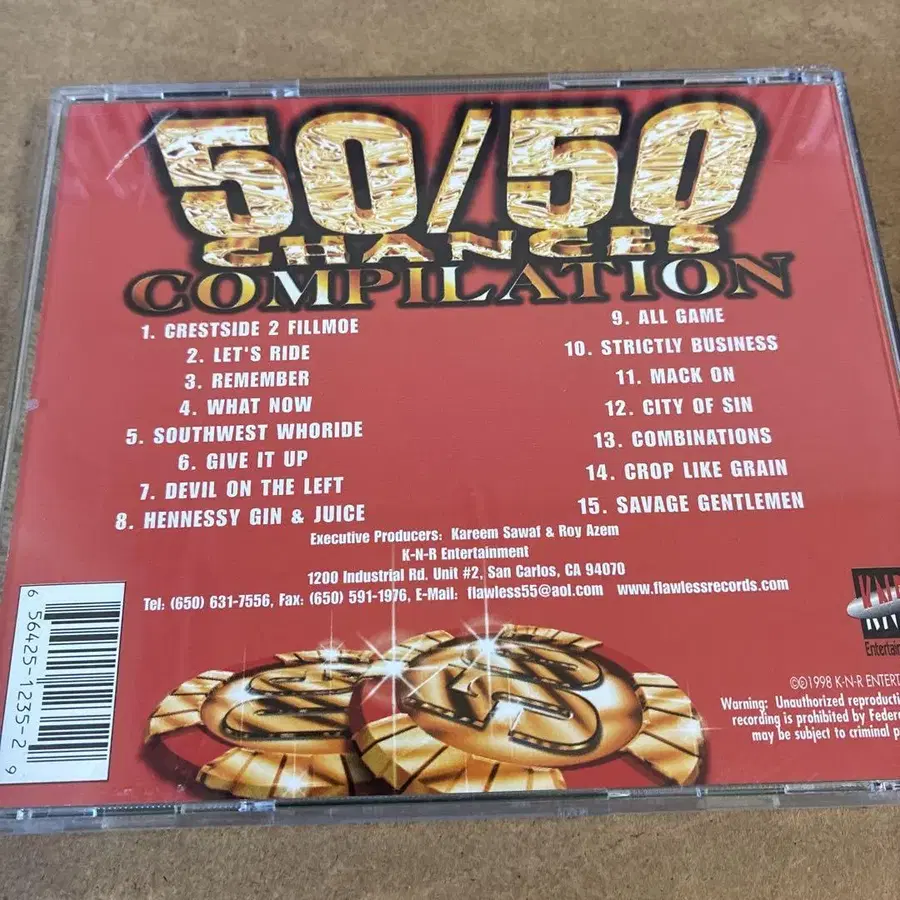 50/50
CHANCES
COMPILATION
1. CRESTSIDE 2 FILLMOE
2. LET'S RIDE
3. REMEMBER
4. WHAT NOW
5. SOUTHWEST WHORIDE
6. GIVE IT UP
7. DEVIL ON THE LEFT
8. HENNESSY GIN & JUICE
9. ALL GAME
10. STRICTLY BUSINESS
11. MACK ON
12. CITY OF SIN
13. COMBINATIONS
14. CROP LIKE GRAIN
15. SAVAGE GENTLEMEN
Executive Producers: Kareem Sawaf & Roy Azem
K-N-R Entertainment
1200 Industrial Rd. Unit #2, San Carlos, CA 94070
Tel: (650) 631-7556, Fax: (650) 591-1976, E-Mail: flawless55@aol.com www.flawlessrecords.com
6 56425-1235-2 9
50
©℗1998 K-N-R ENTERT
Warning: Unauthorized reproducti
recording is prohibited by Federa
may be subject to criminal p